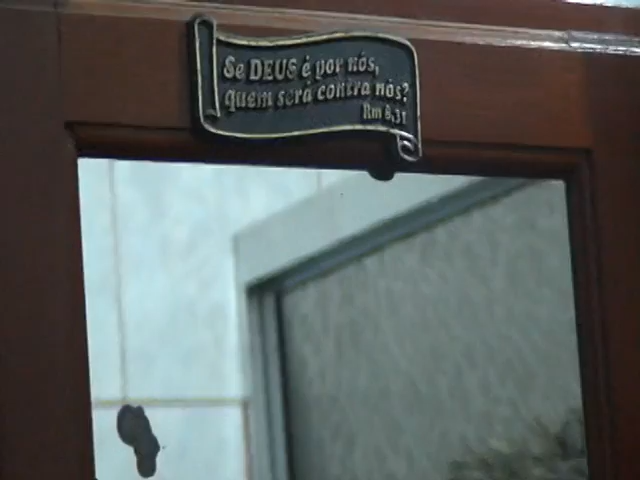 Se DEUS é por nós,
quem será contra nós?
Rm 8,31